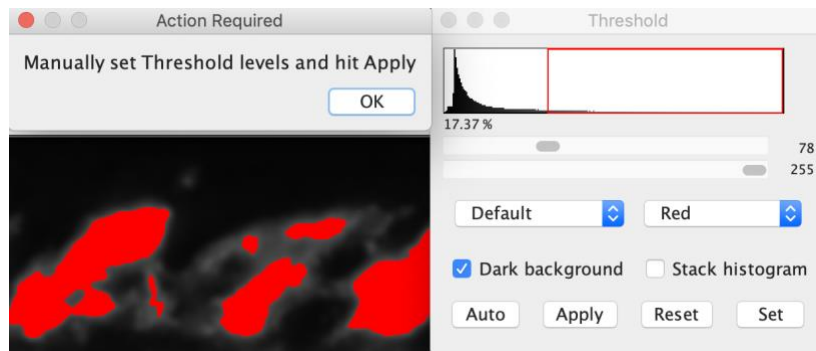 Action Required
Manually set Threshold levels and hit Apply
OK
Threshold
17.37 %
78
255
Default
Red
Dark background
Stack histogram
Auto
Apply
Reset
Set